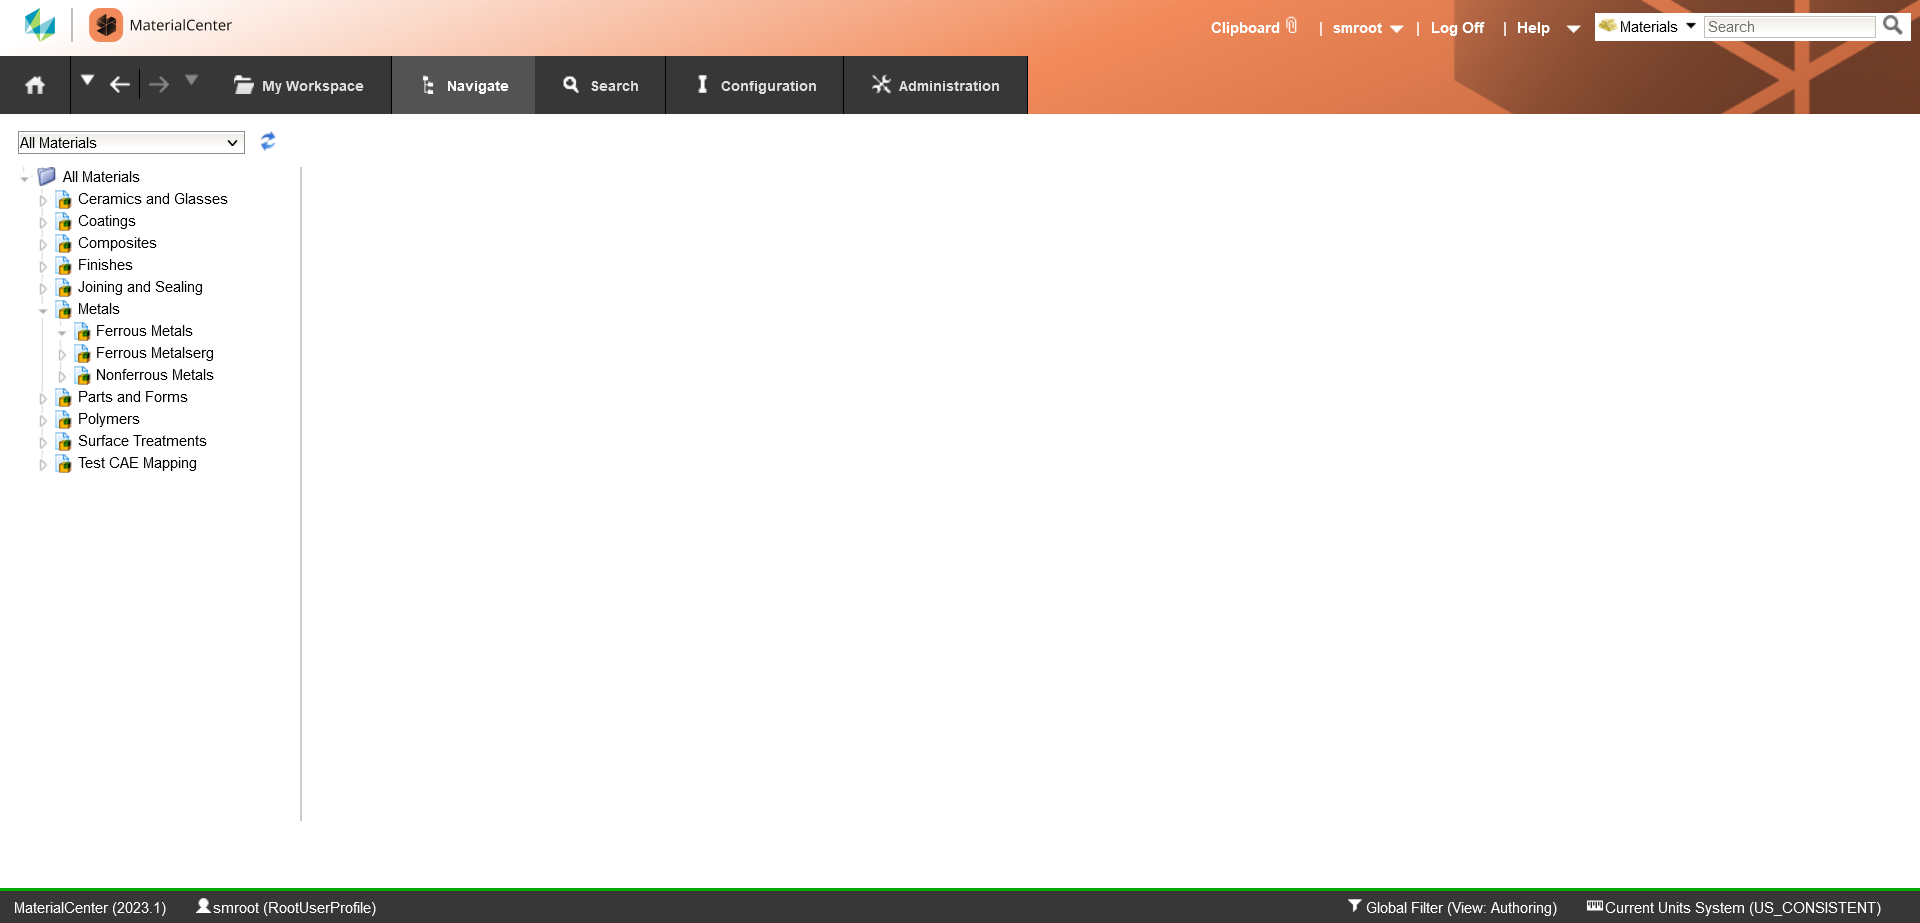 MaterialCenter
Clipboard | smroot | Log Off | Help
Materials Search
My Workspace Navigate Search Configuration Administration
All Materials
All Materials
Ceramics and Glasses
Coatings
Composites
Finishes
Joining and Sealing
Metals
Ferrous Metals
Ferrous Metalserg
Nonferrous Metals
Parts and Forms
Polymers
Surface Treatments
Test CAE Mapping
MaterialCenter (2023.1) smroot (RootUserProfile) Global Filter (View: Authoring) Current Units System (US_CONSISTENT)